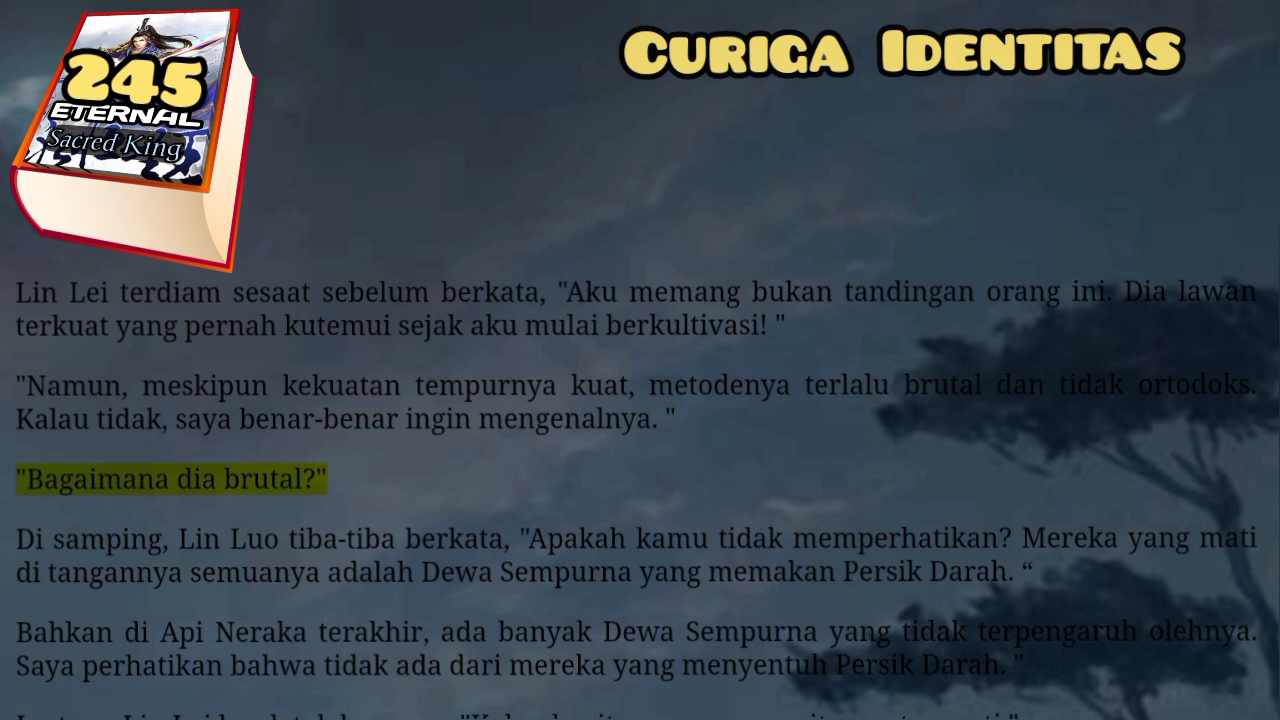 245
ETERNAL
Sacred King
CURIGA IDENTITAS
Lin Lei terdiam sesaat sebelum berkata, "Aku memang bukan tandingan orang ini. Dia lawan
terkuat yang pernah kutemui sejak aku mulai berkultivasi! "
"Namun, meskipun kekuatan tempurnya kuat, metodenya terlalu brutal dan tidak ortodoks.
Kalau tidak, saya benar-benar ingin mengenalnya. "
"Bagaimana dia brutal?"
Di samping, Lin Luo tiba-tiba berkata, "Apakah kamu tidak memperhatikan? Mereka yang mati
di tangannya semuanya adalah Dewa Sempurna yang memakan Persik Darah. “
Bahkan di Api Neraka terakhir, ada banyak Dewa Sempurna yang tidak terpengaruh olehnya.
Saya perhatikan bahwa tidak ada dari mereka yang menyentuh Persik Darah. "